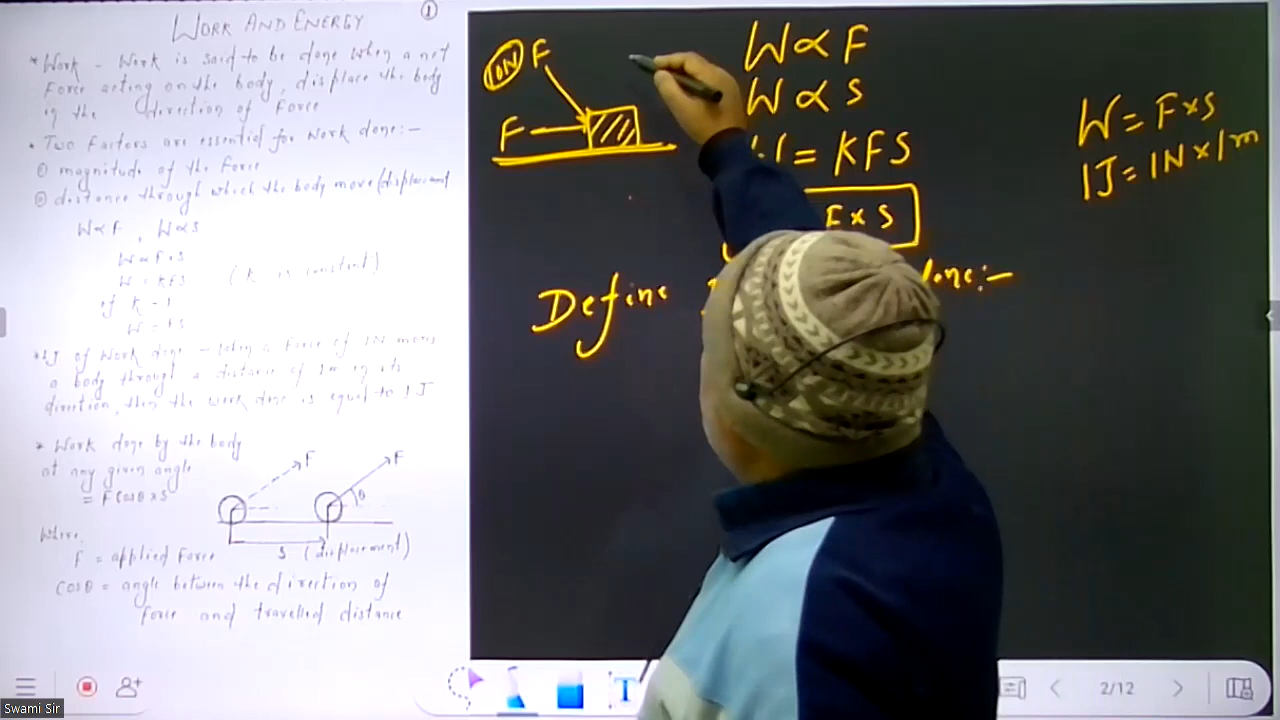 WORK AND ENERGY
1
* Work - Work is said to be done when a net
Force acting on the body, displace the body
in the direction of Force
* Two Factors are essential for Work done:-
① magnitude of the Force
② distance through which the body move/displacement
W∝F , W∝S
W∝F·S
W = KFS (K is constant)
if K = 1
W = FS
* 1J of Work done - When a Force of 1N moves
a body through a distance of 1m in its
direction, then the work done is equal to 1J
* Work done by the body
at any given angle
= F cosθ × S
F
F
θ
S (displacement)
Where,
F = applied Force
cosθ = angle between the direction of
force and travelled distance
10N F
F
W ∝ F
W ∝ S
= KFS
F × S
Define
done:-
W = F × S
1J = 1N × 1m
2/12
Swami Sir